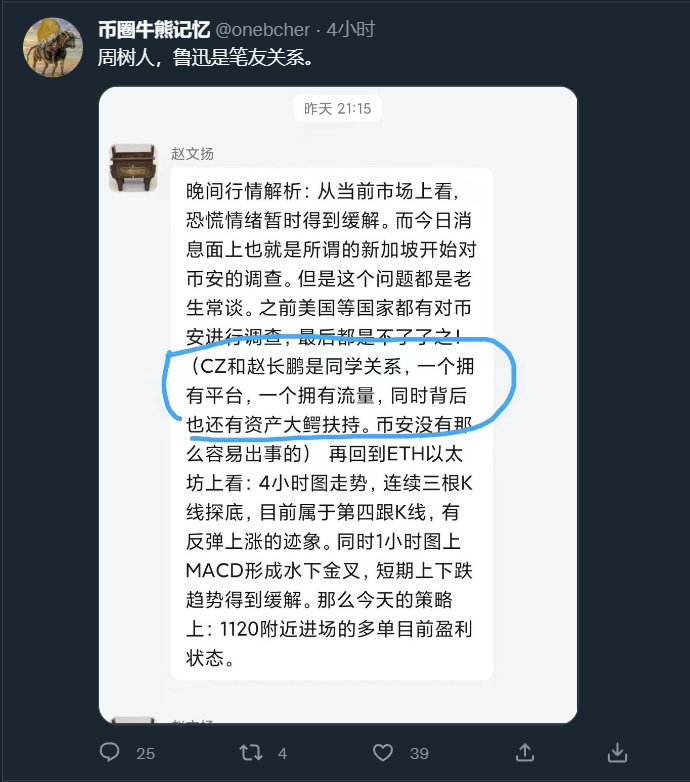 币圈牛熊记忆 @onebcher · 4小时
周树人，鲁迅是笔友关系。
昨天 21:15
赵文扬
晚间行情解析：从当前市场上看，
恐慌情绪暂时得到缓解。而今日消
息面上也就是所谓的新加坡开始对
币安的调查。但是这个问题都是老
生常谈。之前美国等国家都有对币
安进行调查，最后都是不了了之！
（CZ和赵长鹏是同学关系，一个拥
有平台，一个拥有流量，同时背后
也还有资产大鳄扶持。币安没有那
么容易出事的） 再回到ETH以太
坊上看：4小时图走势，连续三根K
线探底，目前属于第四跟K线，有
反弹上涨的迹象。同时1小时图上
MACD形成水下金叉，短期上下跌
趋势得到缓解。那么今天的策略
上：1120附近进场的多单目前盈利
状态。
赵文扬
25 4 39